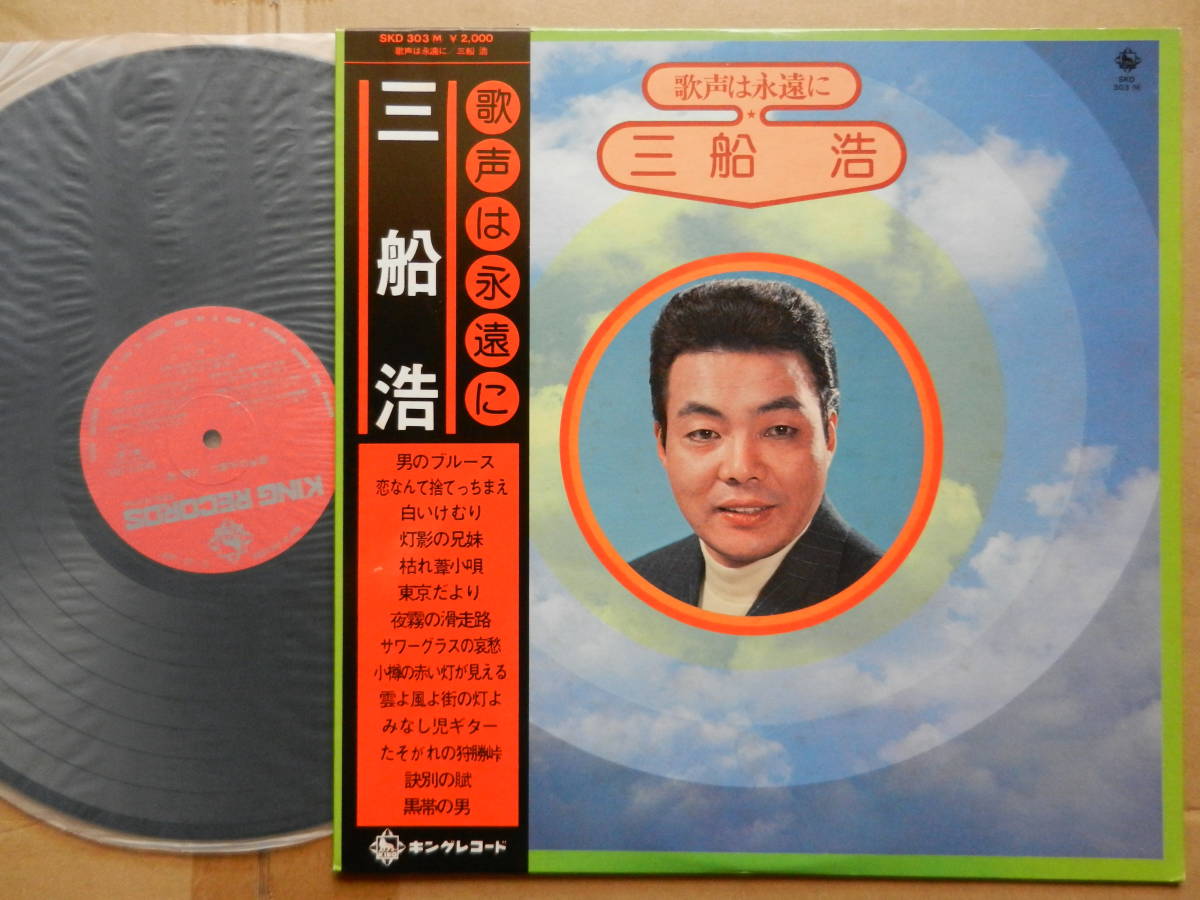 SKD 303 M ¥2,000
歌声は永遠に/三船 浩
歌声は永遠に
三船浩
男のブルース
恋なんて捨てっちまえ
白いけむり
灯影の兄妹
枯れ葦小唄
東京だより
夜霧の滑走路
サワーグラスの哀愁
小樽の赤い灯が見える
雲よ風よ街の灯よ
みなし児ギター
たそがれの狩勝峠
訣別の賦
黒帯の男
キングレコード
歌声は永遠に
三船 浩
SKD
303 M
KING RECORDS